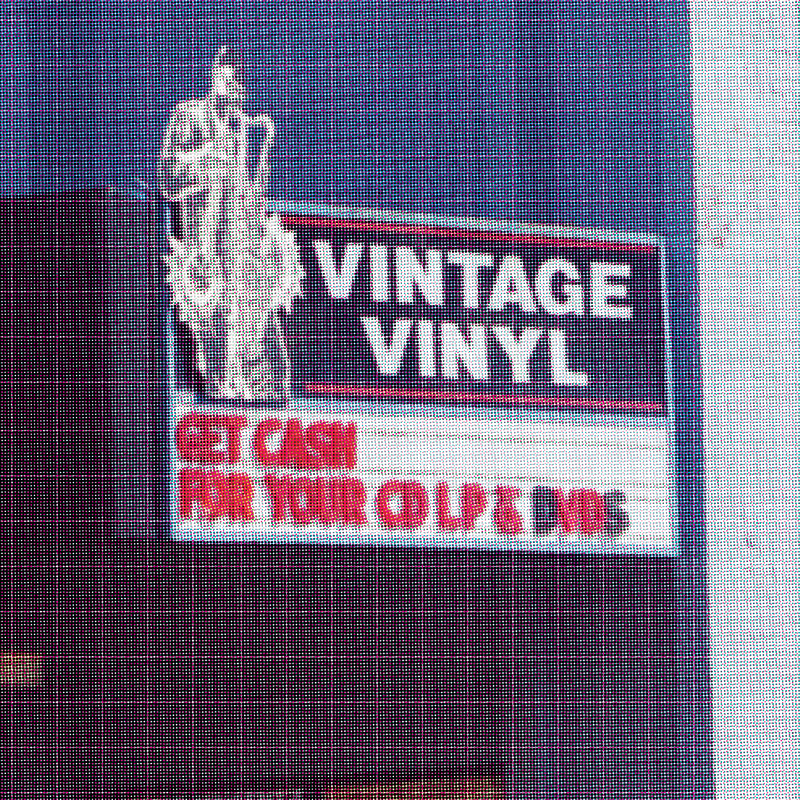 VINTAGE
VINYL
GET CASH
FOR YOUR CD LP & DVDS